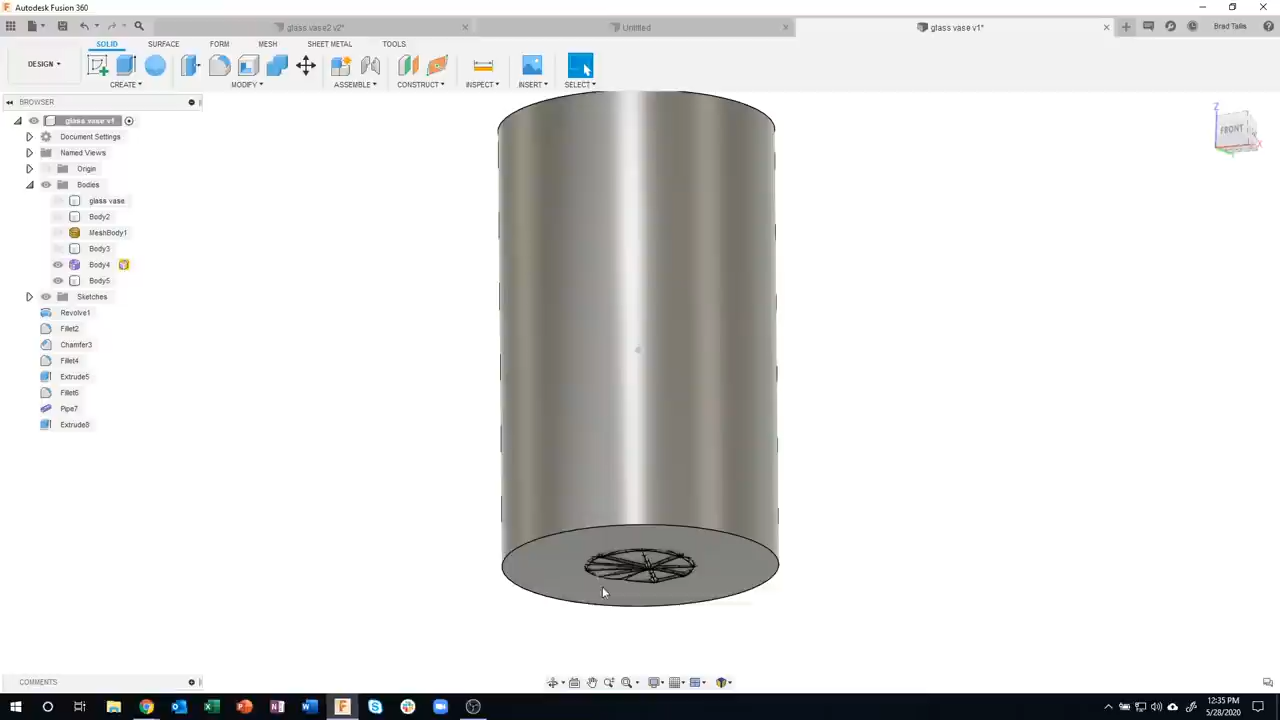 Autodesk Fusion 360
glass vase2 v2*
Untitled
glass vase v1*
Brad Tallis
SOLID SURFACE FORM MESH SHEET METAL TOOLS
DESIGN
CREATE MODIFY ASSEMBLE CONSTRUCT INSPECT INSERT SELECT
BROWSER
glass vase v1
Document Settings
Named Views
Origin
Bodies
glass vase
Body2
MeshBody1
Body3
Body4
Body5
Sketches
Revolve1
Fillet2
Chamfer3
Fillet4
Extrude5
Fillet6
Pipe7
Extrude8
Z
FRONT
X
COMMENTS
12:35 PM
5/28/2020